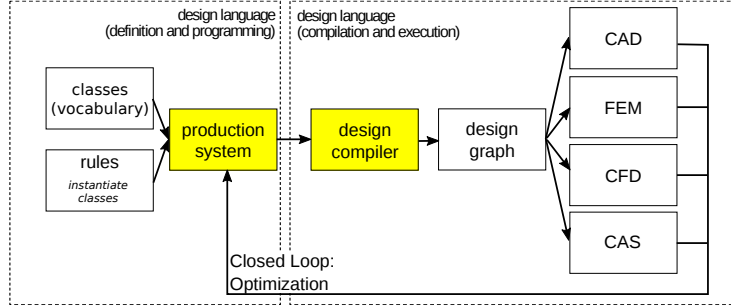 design language
(definition and programming)
design language
(compilation and execution)
classes
(vocabulary)
rules
instantiate
classes
production
system
design
compiler
design
graph
CAD
FEM
CFD
CAS
Closed Loop:
Optimization